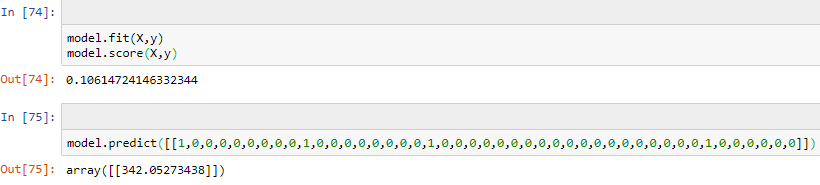 In [74]:
model.fit(X,y)
model.score(X,y)
Out[74]: 0.10614724146332344
In [75]:
model.predict([[1,0,0,0,0,0,0,0,0,1,0,0,0,0,0,0,0,0,1,0,0,0,0,0,0,0,0,0,0,0,0,0,0,0,0,0,0,0,1,0,0,0,0,0,0]])
Out[75]: array([[342.05273438]])